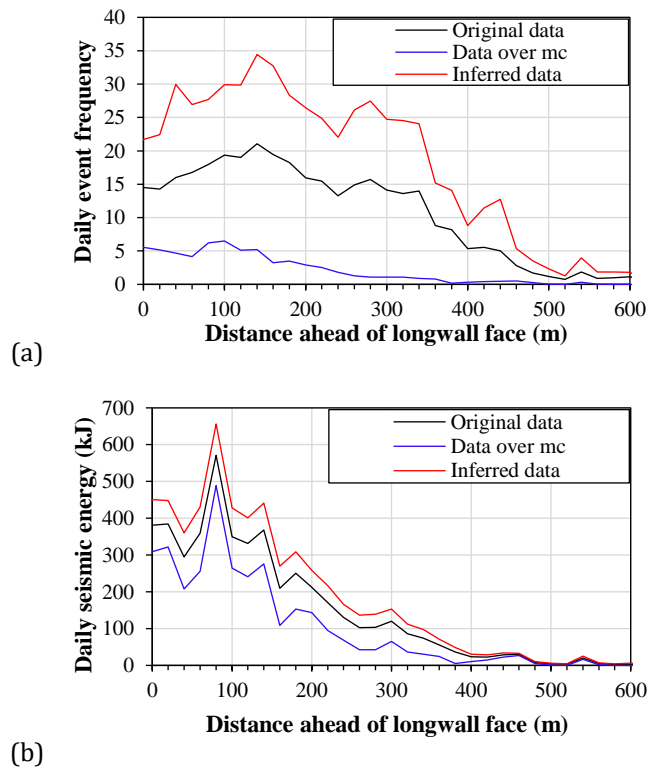 40
35
30
25
20
15
10
5
0
Daily event frequency
Original data
Data over mc
Inferred data
0 100 200 300 400 500 600
Distance ahead of longwall face (m)
(a)
700
600
500
400
300
200
100
0
Daily seismic energy (kJ)
Original data
Data over mc
Inferred data
0 100 200 300 400 500 600
Distance ahead of longwall face (m)
(b)